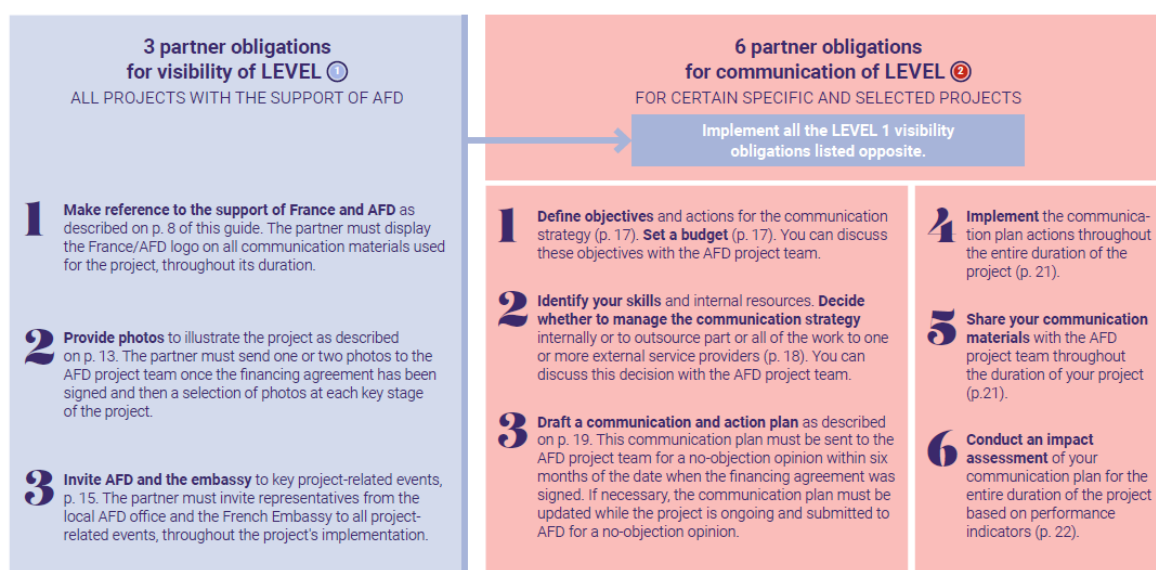 3 partner obligations
for visibility of LEVEL 1
ALL PROJECTS WITH THE SUPPORT OF AFD
1
Make reference to the support of France and AFD as
described on p. 8 of this guide. The partner must display
the France/AFD logo on all communication materials used
for the project, throughout its duration.
2
Provide photos to illustrate the project as described
on p. 13. The partner must send one or two photos to the
AFD project team once the financing agreement has been
signed and then a selection of photos at each key stage
of the project.
3
Invite AFD and the embassy to key project-related events,
p. 15. The partner must invite representatives from the
local AFD office and the French Embassy to all project-
related events, throughout the project's implementation.
6 partner obligations
for communication of LEVEL 2
FOR CERTAIN SPECIFIC AND SELECTED PROJECTS
Implement all the LEVEL 1 visibility
obligations listed opposite.
1
Define objectives and actions for the communication
strategy (p. 17). Set a budget (p. 17). You can discuss
these objectives with the AFD project team.
2
Identify your skills and internal resources. Decide
whether to manage the communication strategy
internally or to outsource part or all of the work to one
or more external service providers (p. 18). You can
discuss this decision with the AFD project team.
3
Draft a communication and action plan as described
on p. 19. This communication plan must be sent to the
AFD project team for a no-objection opinion within six
months of the date when the financing agreement was
signed. If necessary, the communication plan must be
updated while the project is ongoing and submitted to
AFD for a no-objection opinion.
4
Implement the communica-
tion plan actions throughout
the entire duration of the
project (p. 21).
5
Share your communication
materials with the AFD
project team throughout
the duration of your project
(p.21).
6
Conduct an impact
assessment of your
communication plan for the
entire duration of the project
based on performance
indicators (p. 22).